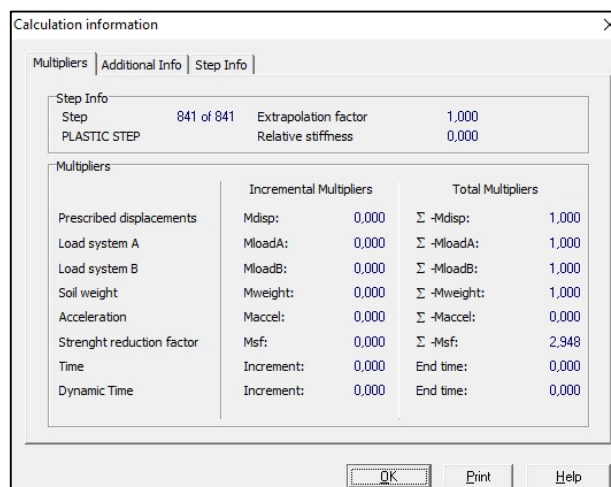 Calculation information
Multipliers Additional Info Step Info
Step Info
Step 841 of 841 Extrapolation factor 1,000
PLASTIC STEP Relative stiffness 0,000
Multipliers
Incremental Multipliers Total Multipliers
Prescribed displacements Mdisp: 0,000 Σ -Mdisp: 1,000
Load system A MloadA: 0,000 Σ -MloadA: 1,000
Load system B MloadB: 0,000 Σ -MloadB: 1,000
Soil weight Mweight: 0,000 Σ -Mweight: 1,000
Acceleration Maccel: 0,000 Σ -Maccel: 0,000
Strenght reduction factor Msf: 0,000 Σ -Msf: 2,948
Time Increment: 0,000 End time: 0,000
Dynamic Time Increment: 0,000 End time: 0,000
OK Print Help